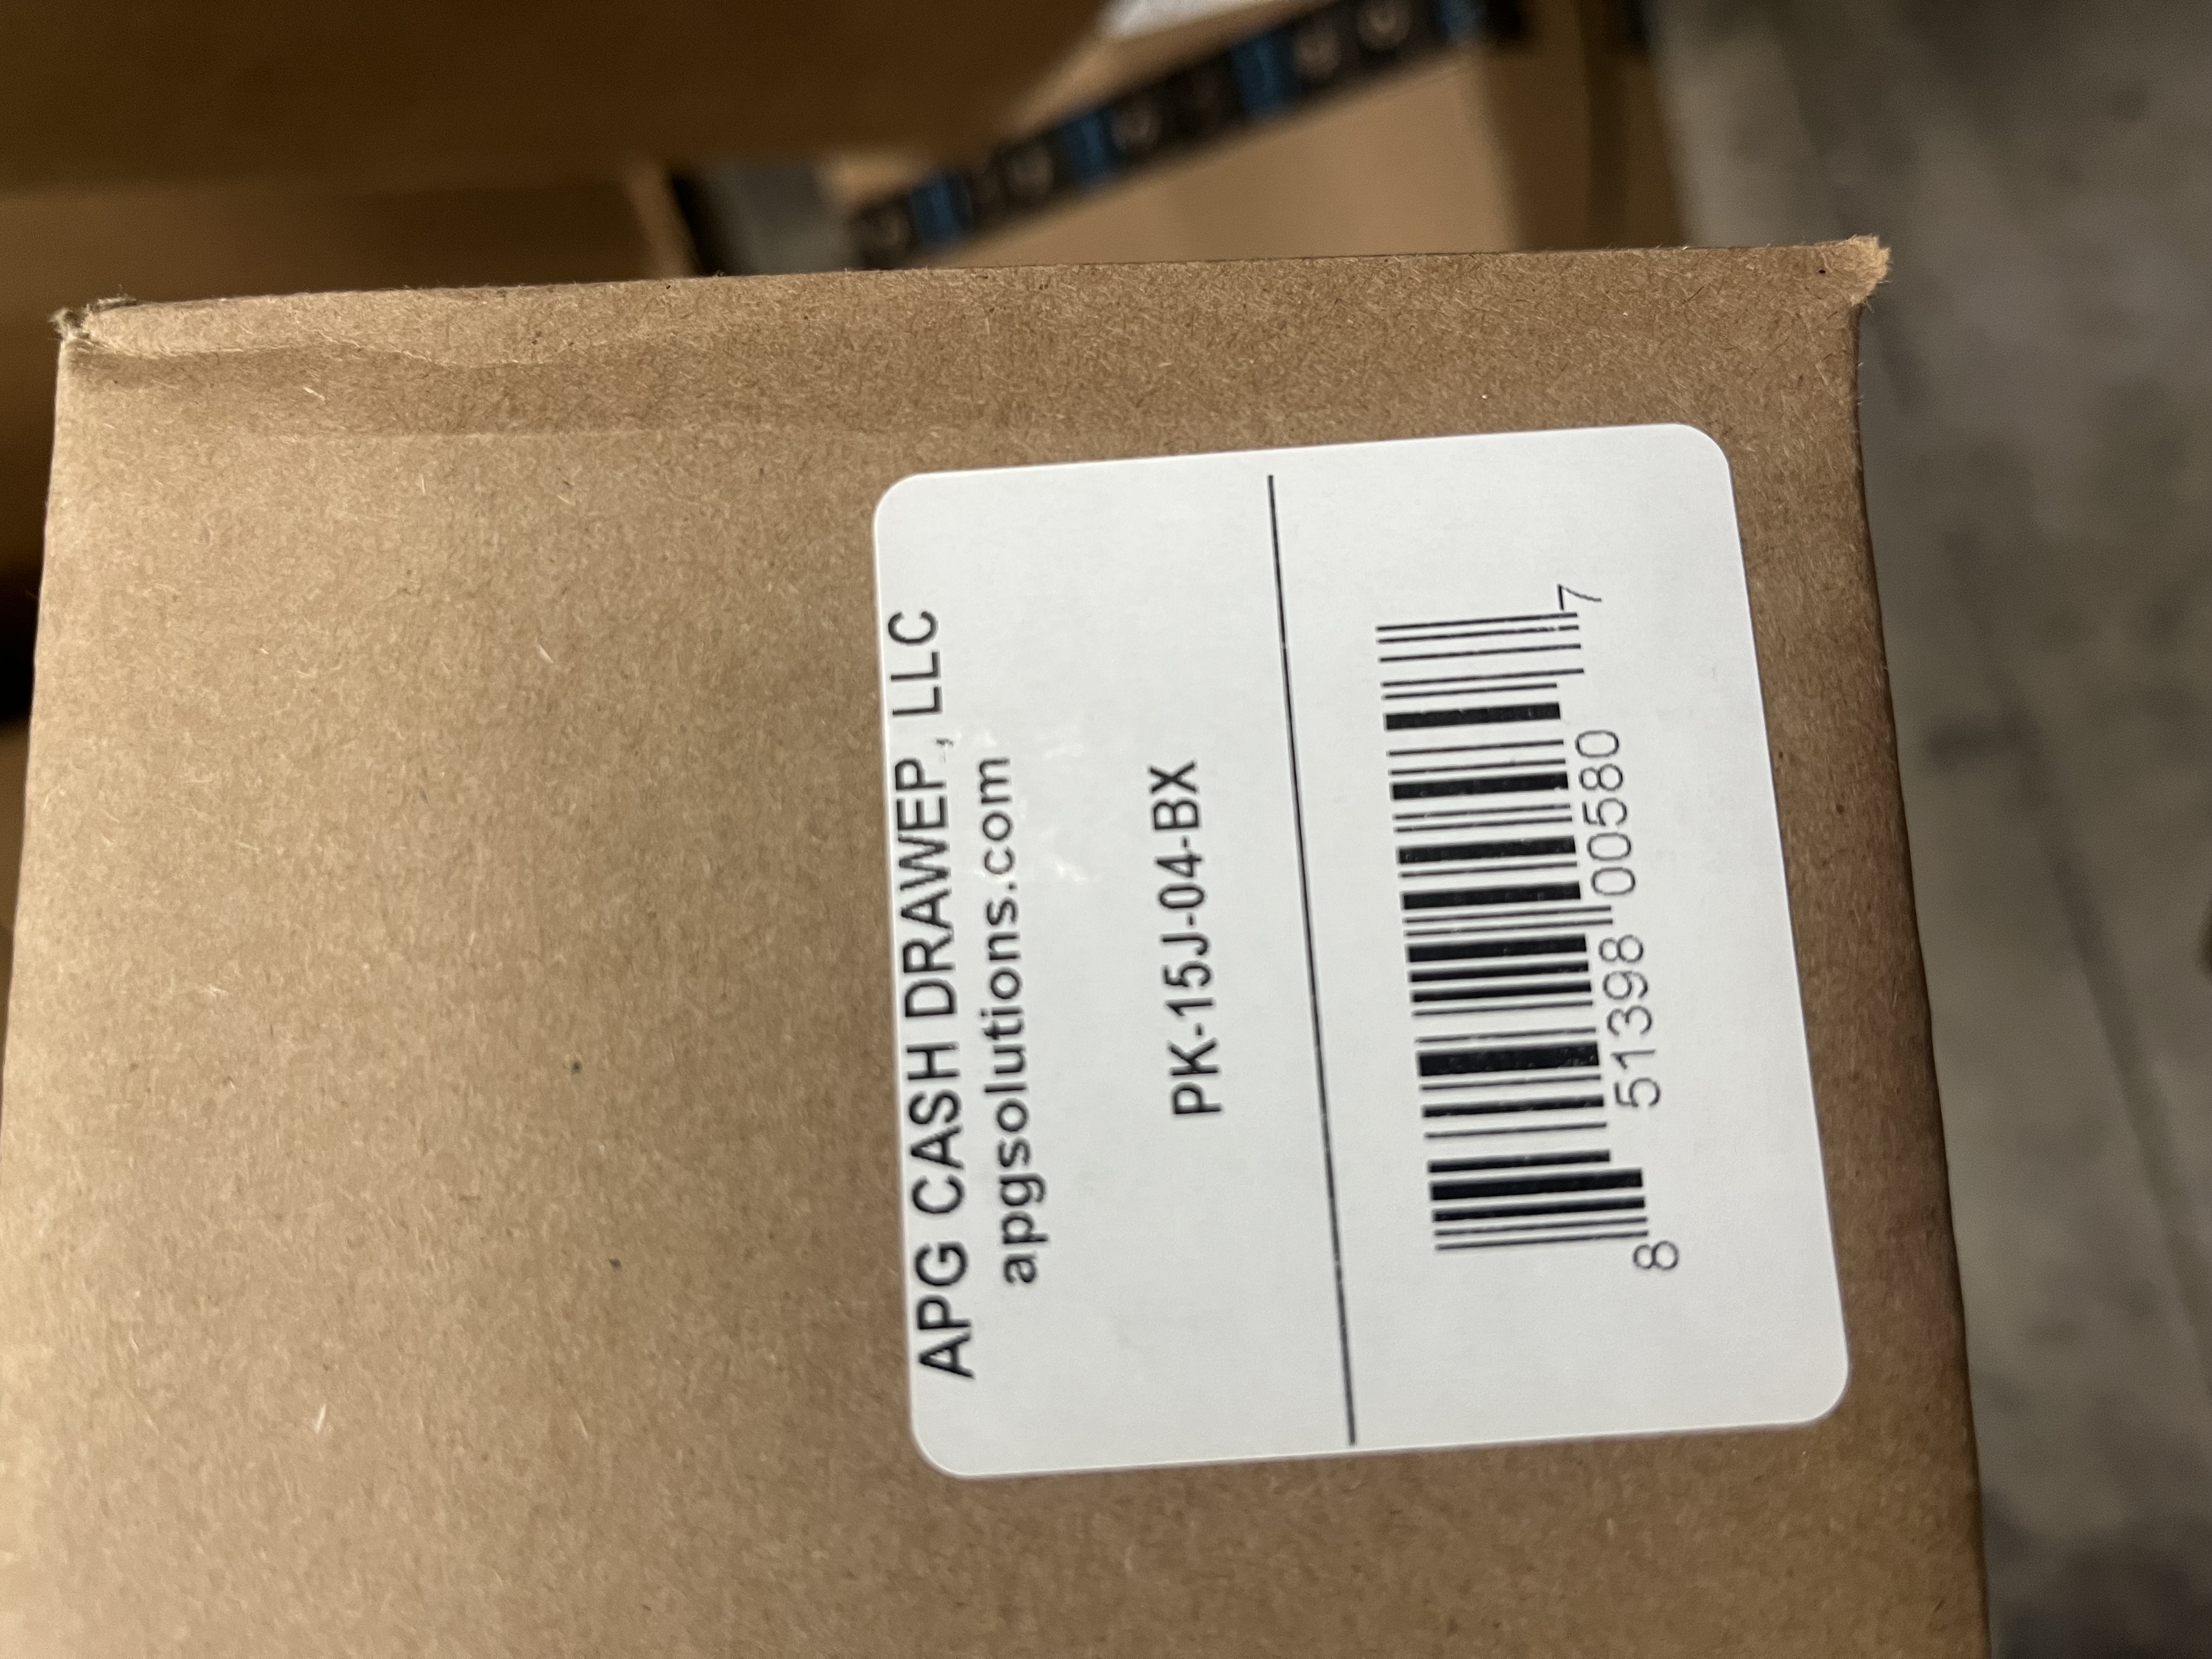 APG CASH DRAWEP, LLC
apgsolutions.com
PK-15J-04-BX
8 51398 00580 7